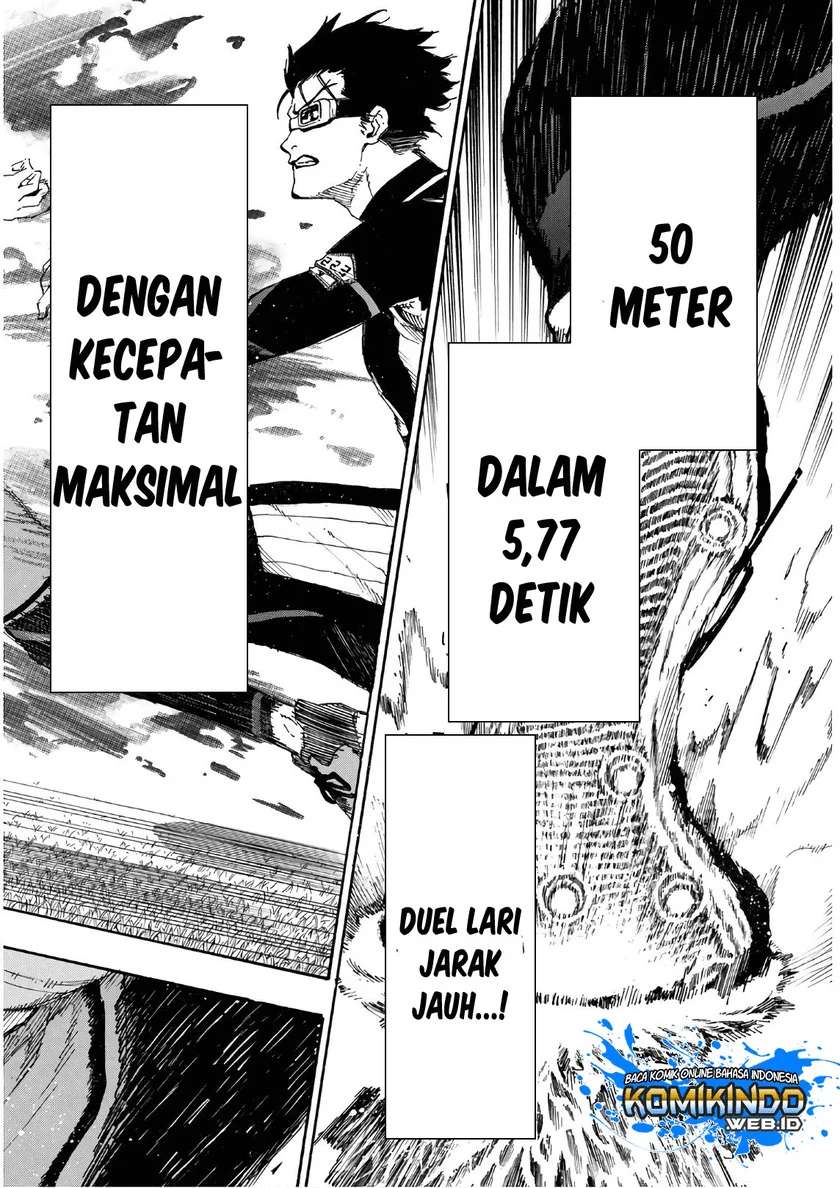 50
METER
DALAM
5,77
DETIK
DUEL LARI
JARAK
JAUH...!
DENGAN
KECEPA-
TAN
MAKSIMAL
223
BACA KOMIK ONLINE BAHASA INDONESIA
KOMIKINDO
WEB.ID